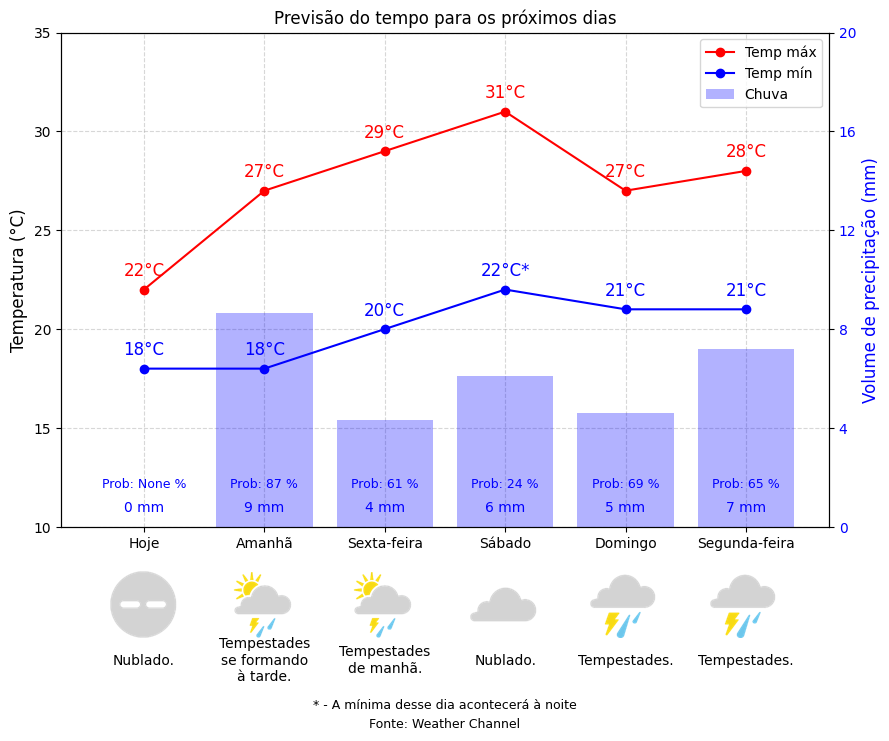 Previsão do tempo para os próximos dias
35
30
25
20
15
10
Temperatura (°C)
20
16
12
8
4
0
Volume de precipitação (mm)
Temp máx
Temp mín
Chuva
22°C
27°C
29°C
31°C
27°C
28°C
18°C
18°C
20°C
22°C*
21°C
21°C
Prob: None %
Prob: 87 %
Prob: 61 %
Prob: 24 %
Prob: 69 %
Prob: 65 %
0 mm
9 mm
4 mm
6 mm
5 mm
7 mm
Hoje
Amanhã
Sexta-feira
Sábado
Domingo
Segunda-feira
Nublado.
Tempestades
se formando
à tarde.
Tempestades
de manhã.
Nublado.
Tempestades.
Tempestades.
* - A mínima desse dia acontecerá à noite
Fonte: Weather Channel